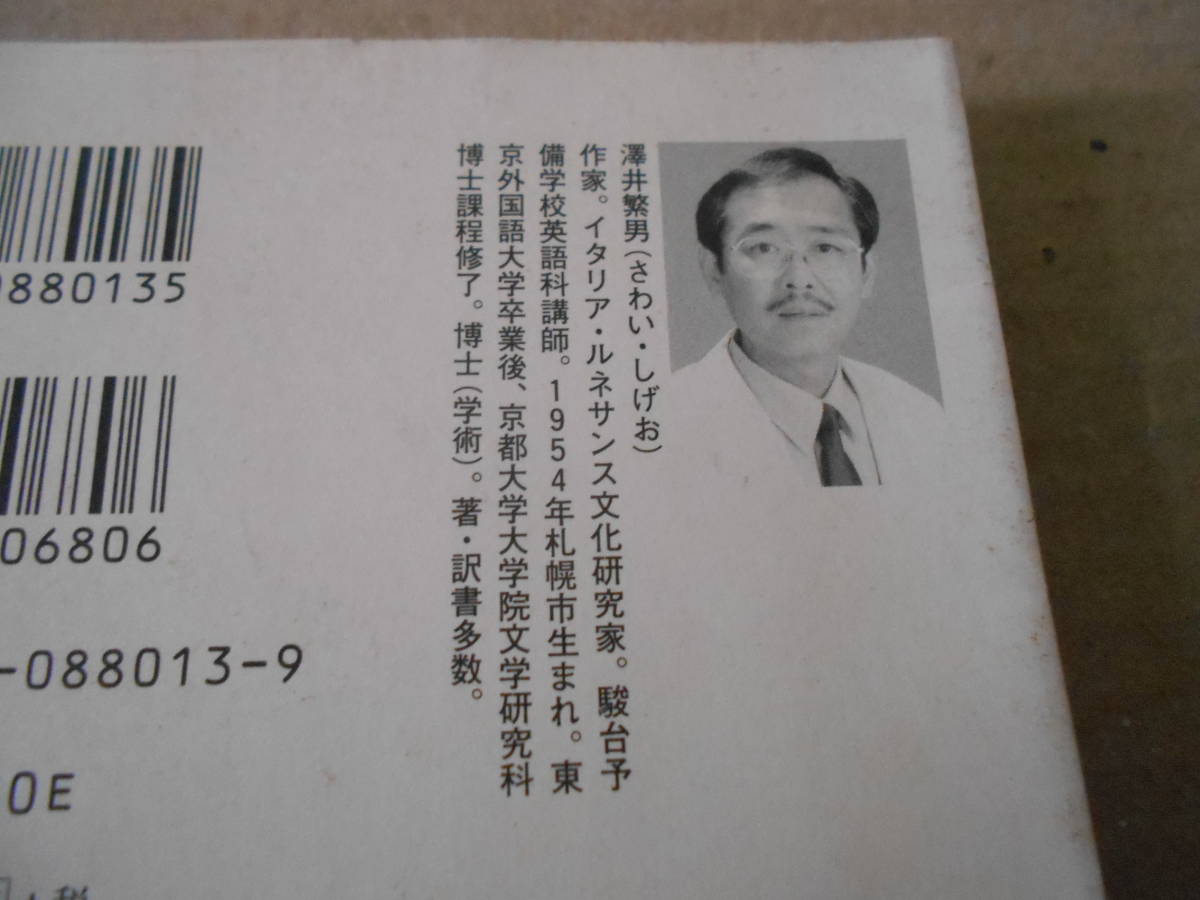 澤井繁男(さわい・しげお)
作家。イタリア・ルネサンス文化研究家。駿台予
備学校英語科講師。1954年札幌市生まれ。東
京外国語大学卒業後、京都大学大学院文学研究科
博士課程修了。博士(学術)。著・訳書多数。
0880135
06806
-088013-9
0E
+税